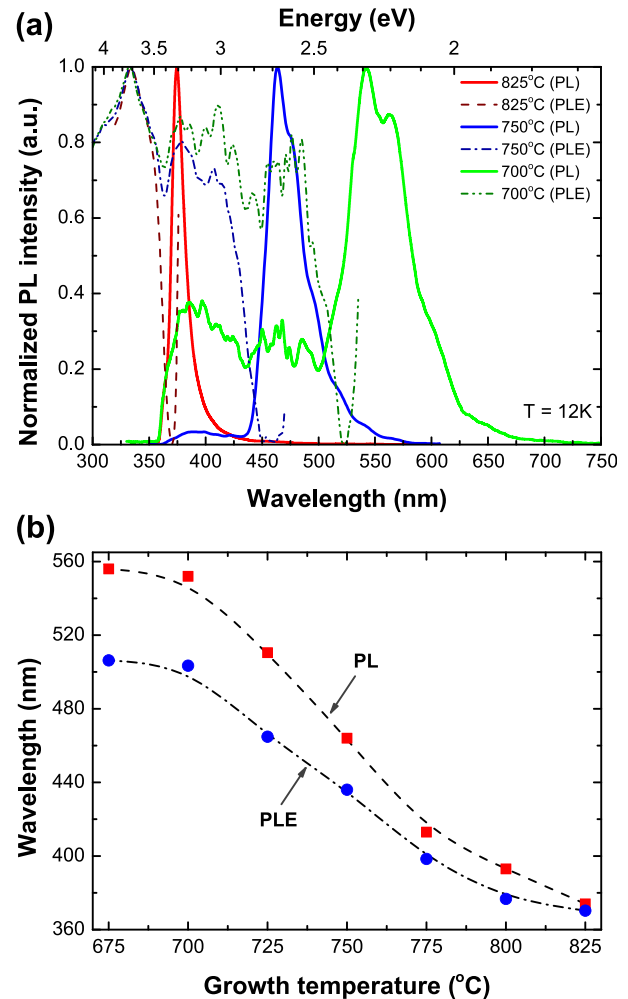 (a)
Energy (eV)
4 3.5 3 2.5 2
Normalized PL intensity (a.u.)
1.0
0.8
0.6
0.4
0.2
0.0
825°C (PL)
825°C (PLE)
750°C (PL)
750°C (PLE)
700°C (PL)
700°C (PLE)
T = 12K
300 350 400 450 500 550 600 650 700 750
Wavelength (nm)
(b)
Wavelength (nm)
560
520
480
440
400
360
PL
PLE
675 700 725 750 775 800 825
Growth temperature (°C)